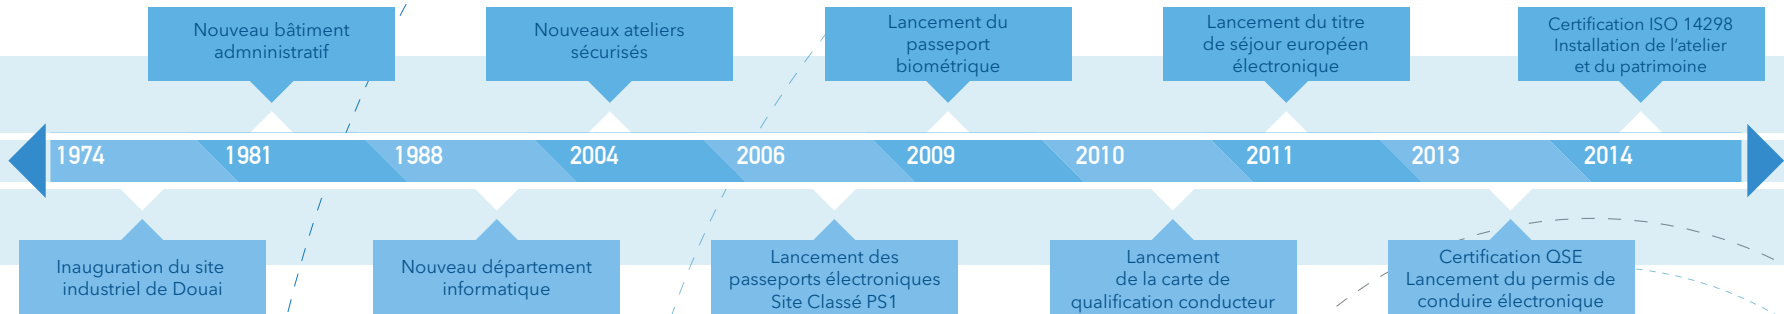 Nouveau bâtiment
admninistratif
Nouveaux ateliers
sécurisés
Lancement du
passeport
biométrique
Lancement du titre
de séjour européen
électronique
Certification ISO 14298
Installation de l’atelier
et du patrimoine
1974
1981
1988
2004
2006
2009
2010
2011
2013
2014
Inauguration du site
industriel de Douai
Nouveau département
informatique
Lancement des
passeports électroniques
Site Classé PS1
Lancement
de la carte de
qualification conducteur
Certification QSE
Lancement du permis de
conduire électronique